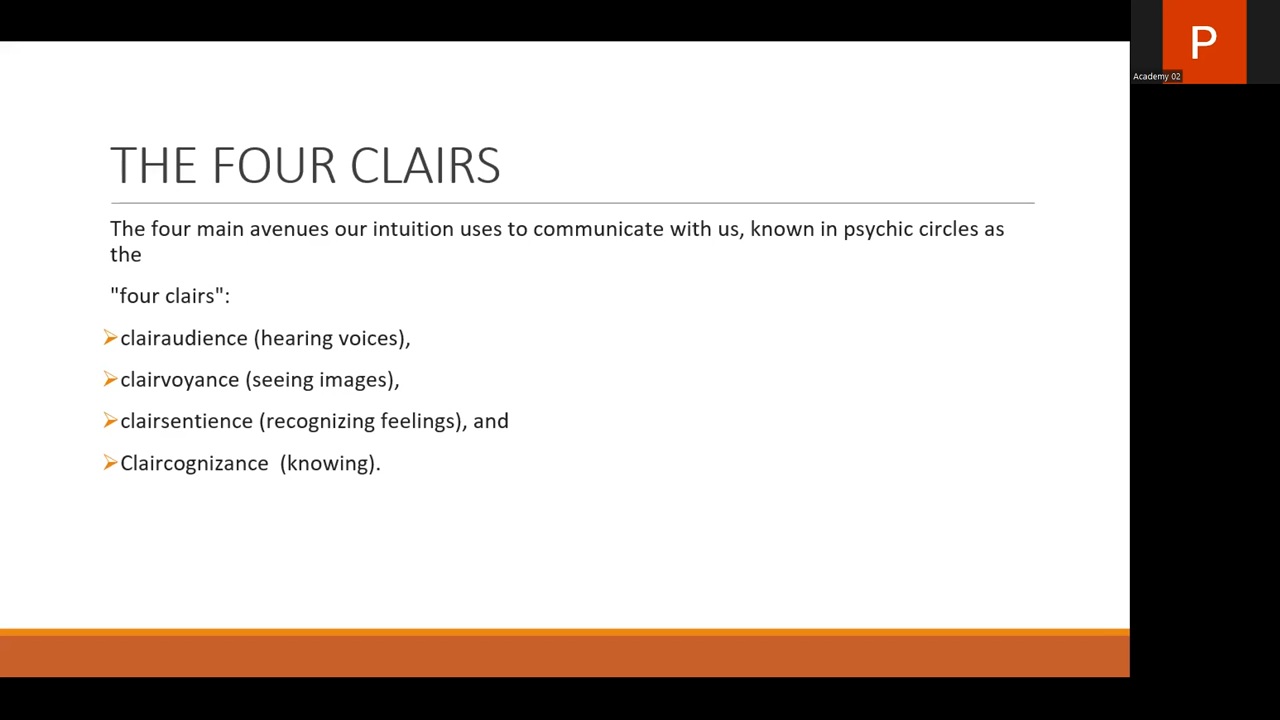 P
Academy 02
THE FOUR CLAIRS
The four main avenues our intuition uses to communicate with us, known in psychic circles as
the
"four clairs":
clairaudience (hearing voices),
clairvoyance (seeing images),
clairsentience (recognizing feelings), and
Claircognizance  (knowing).